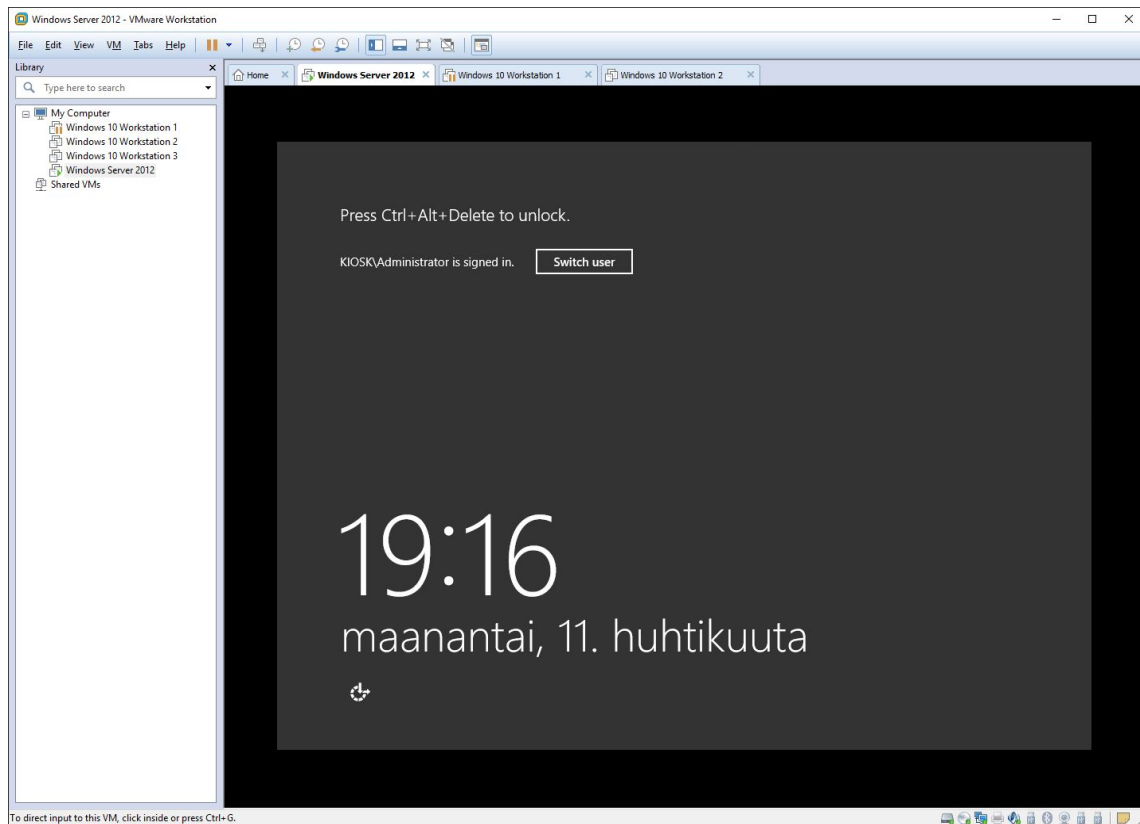 Windows Server 2012 - VMware Workstation
File Edit View VM Tabs Help
Library
Type here to search
My Computer
Windows 10 Workstation 1
Windows 10 Workstation 2
Windows 10 Workstation 3
Windows Server 2012
Shared VMs
Home Windows Server 2012 Windows 10 Workstation 1 Windows 10 Workstation 2
Press Ctrl+Alt+Delete to unlock.
KIOSK\Administrator is signed in. Switch user
19:16
maanantai, 11. huhtikuuta
To direct input to this VM, click inside or press Ctrl+G.